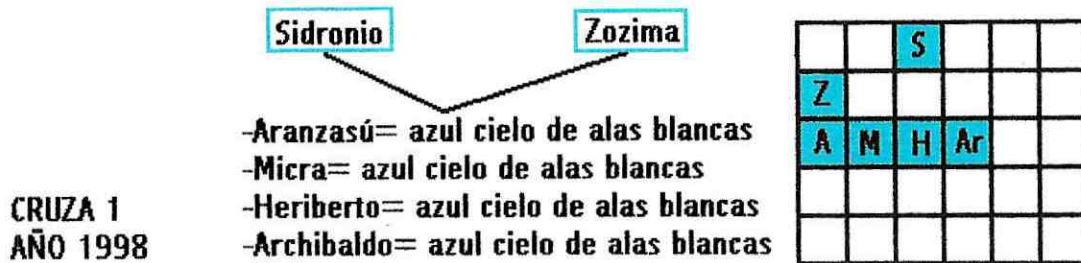 Sidronio Zozima
-Aranzasú= azul cielo de alas blancas
-Micra= azul cielo de alas blancas
-Heriberto= azul cielo de alas blancas
-Archibaldo= azul cielo de alas blancas
CRUZA 1
AÑO 1998
S
Z
A M H Ar